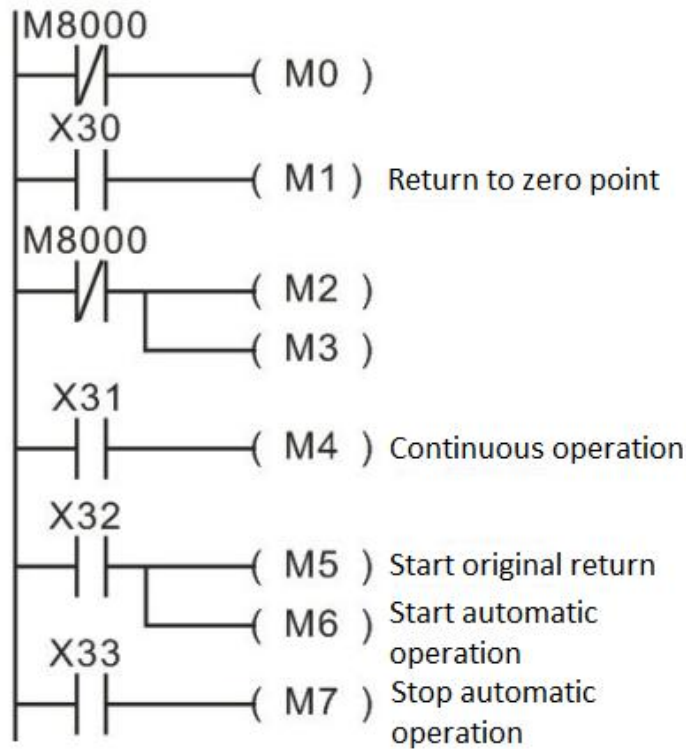 M8000
( M0 )
X30
( M1 ) Return to zero point
M8000
( M2 )
( M3 )
X31
( M4 ) Continuous operation
X32
( M5 ) Start original return
( M6 ) Start automatic
operation
X33
( M7 ) Stop automatic
operation